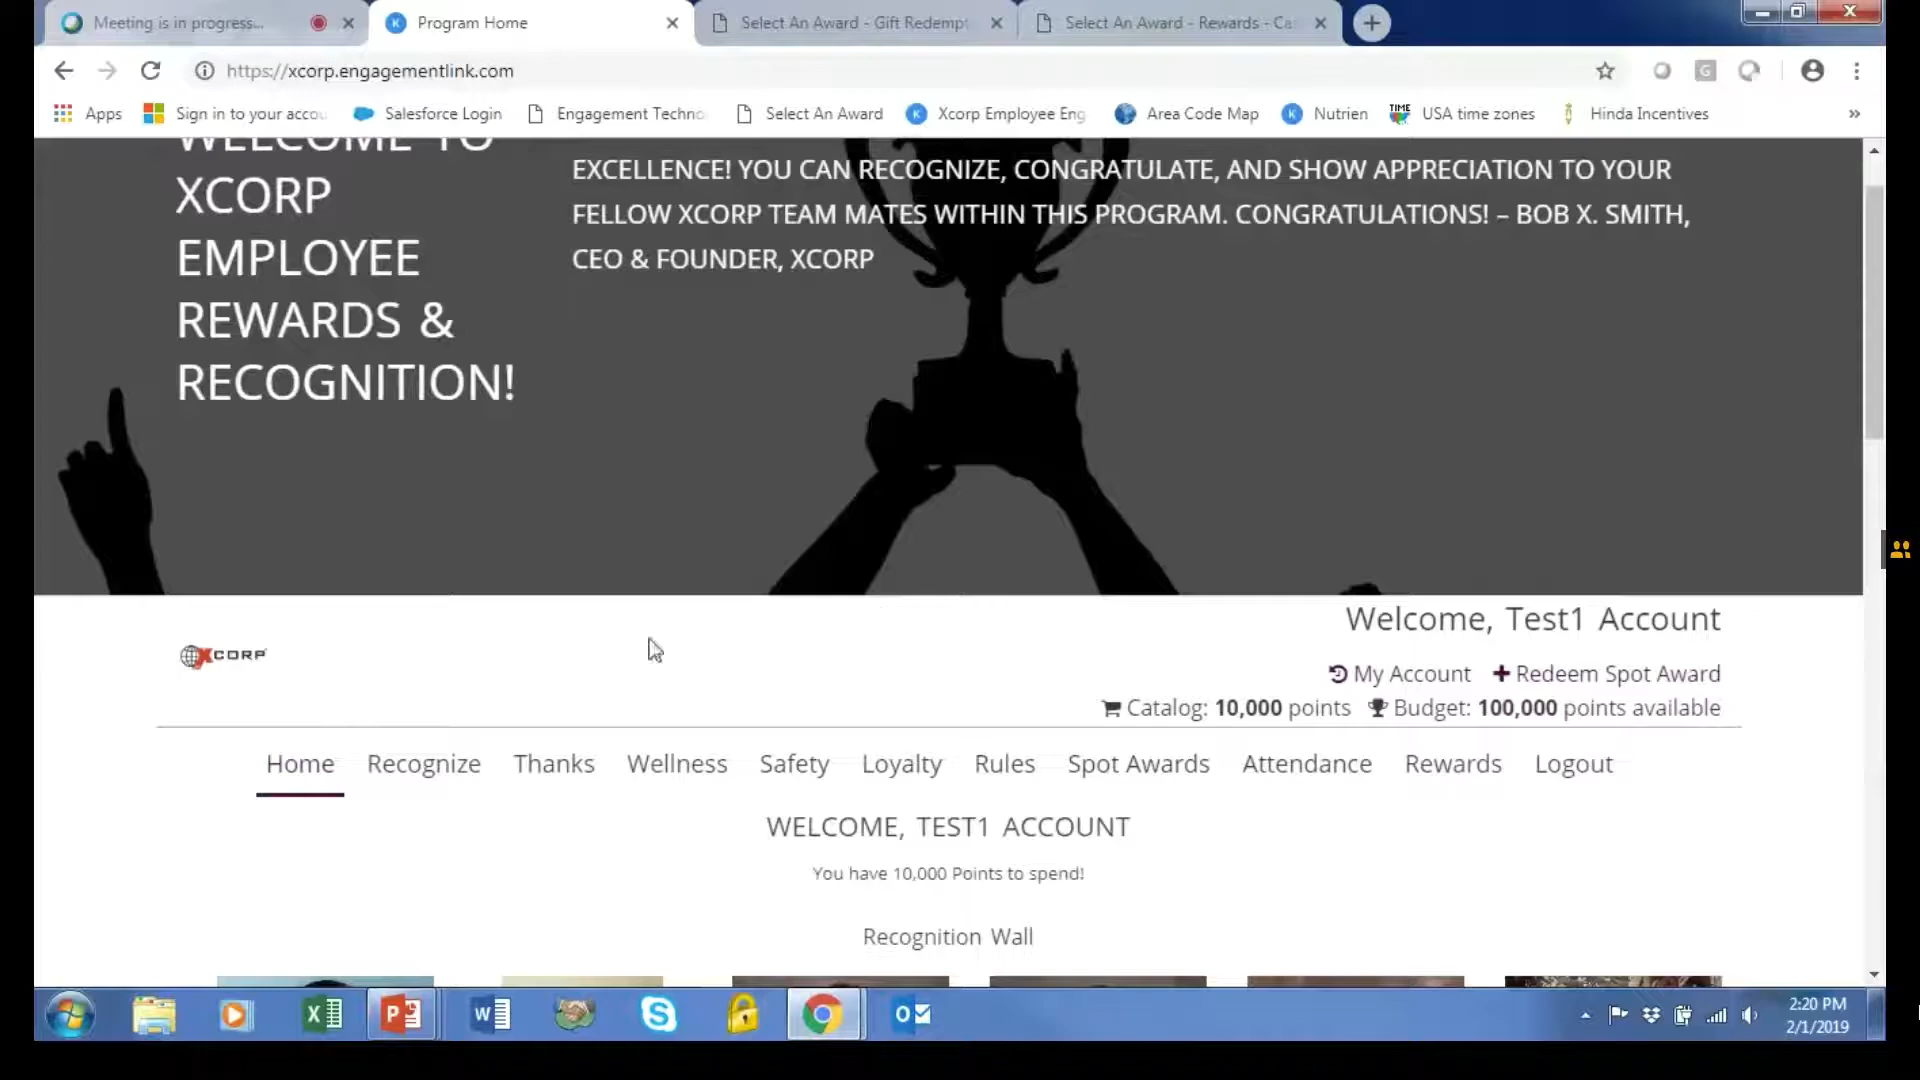 Meeting is in progress...
Program Home
Select An Award - Gift Redempt
Select An Award - Rewards - Ca
https://xcorp.engagementlink.com
Apps
Sign in to your accou
Salesforce Login
Engagement Techno
Select An Award
Xcorp Employee Eng
Area Code Map
Nutrien
TIME
USA time zones
Hinda Incentives
WELCOME TO
XCORP
EMPLOYEE
REWARDS &
RECOGNITION!
EXCELLENCE! YOU CAN RECOGNIZE, CONGRATULATE, AND SHOW APPRECIATION TO YOUR
FELLOW XCORP TEAM MATES WITHIN THIS PROGRAM. CONGRATULATIONS! – BOB X. SMITH,
CEO & FOUNDER, XCORP
XCORP
Welcome, Test1 Account
My Account Redeem Spot Award
Catalog: 10,000 points Budget: 100,000 points available
Home Recognize Thanks Wellness Safety Loyalty Rules Spot Awards Attendance Rewards Logout
WELCOME, TEST1 ACCOUNT
You have 10,000 Points to spend!
Recognition Wall
2:20 PM
2/1/2019